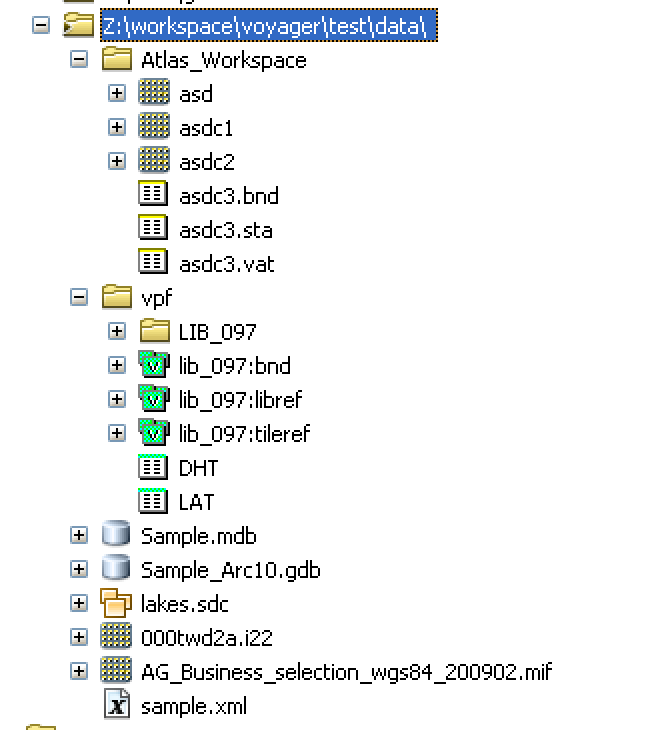 Z:\workspace\voyager\test\data\
Atlas_Workspace
asd
asdc1
asdc2
asdc3.bnd
asdc3.sta
asdc3.vat
vpf
LIB_097
lib_097:bnd
lib_097:libref
lib_097:tileref
DHT
LAT
Sample.mdb
Sample_Arc10.gdb
lakes.sdc
000twd2a.i22
AG_Business_selection_wgs84_200902.mif
sample.xml